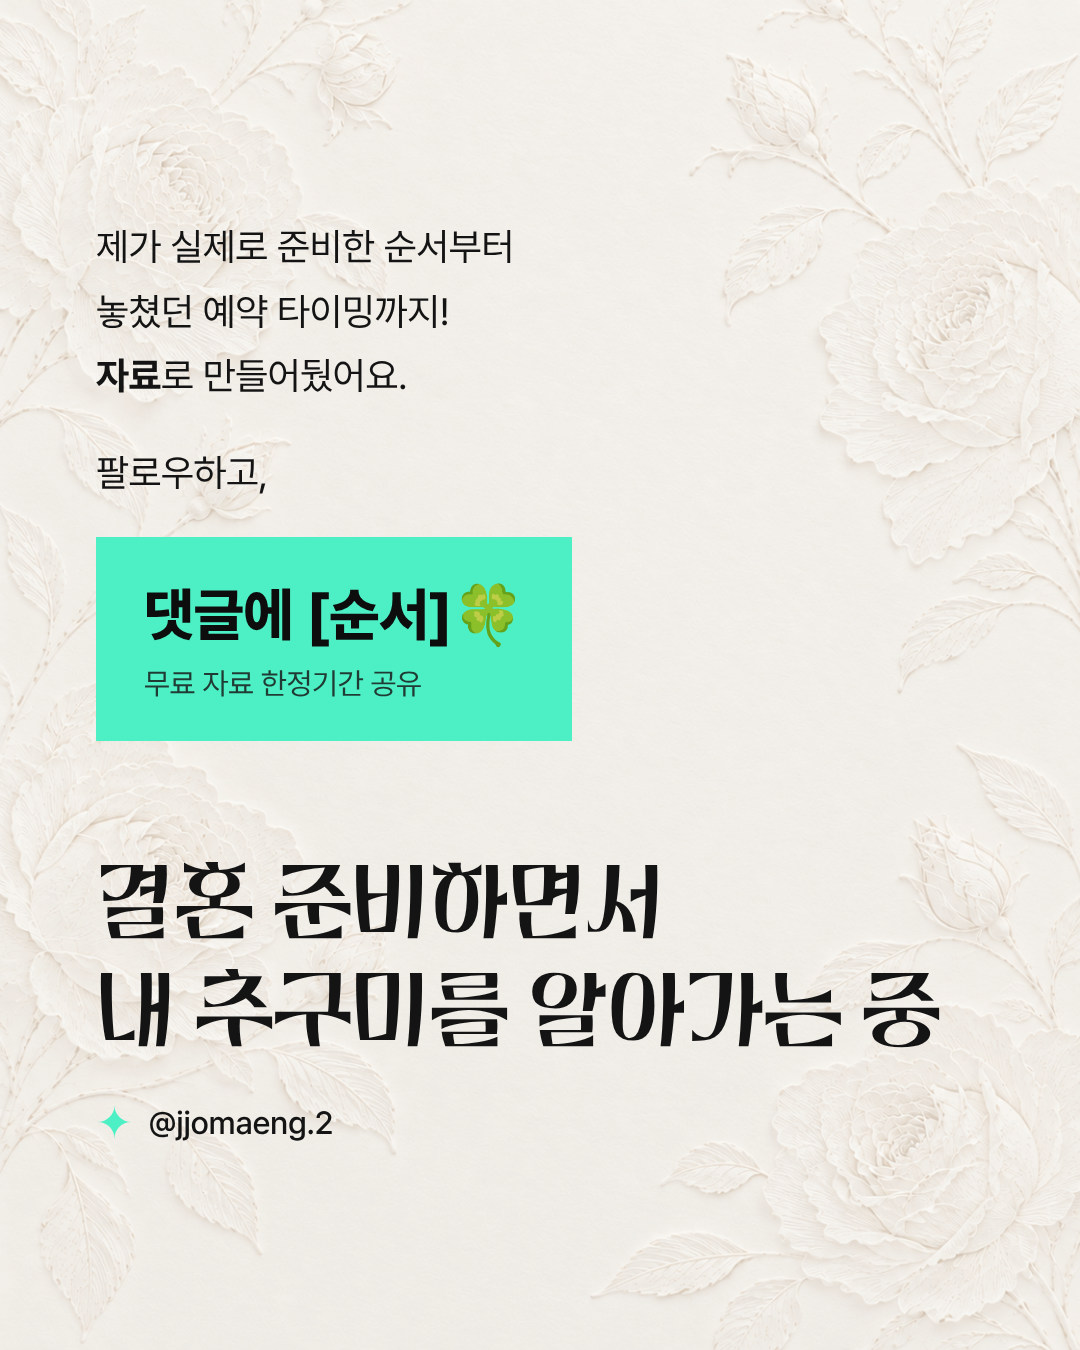 제가 실제로 준비한 순서부터
놓쳤던 예약 타이밍까지!
자료로 만들어뒀어요.
팔로우하고,
댓글에 [순서]🍀
무료 자료 한정기간 공유
결혼 준비하면서
내 추구미를 알아가는 중
@jjomaeng.2